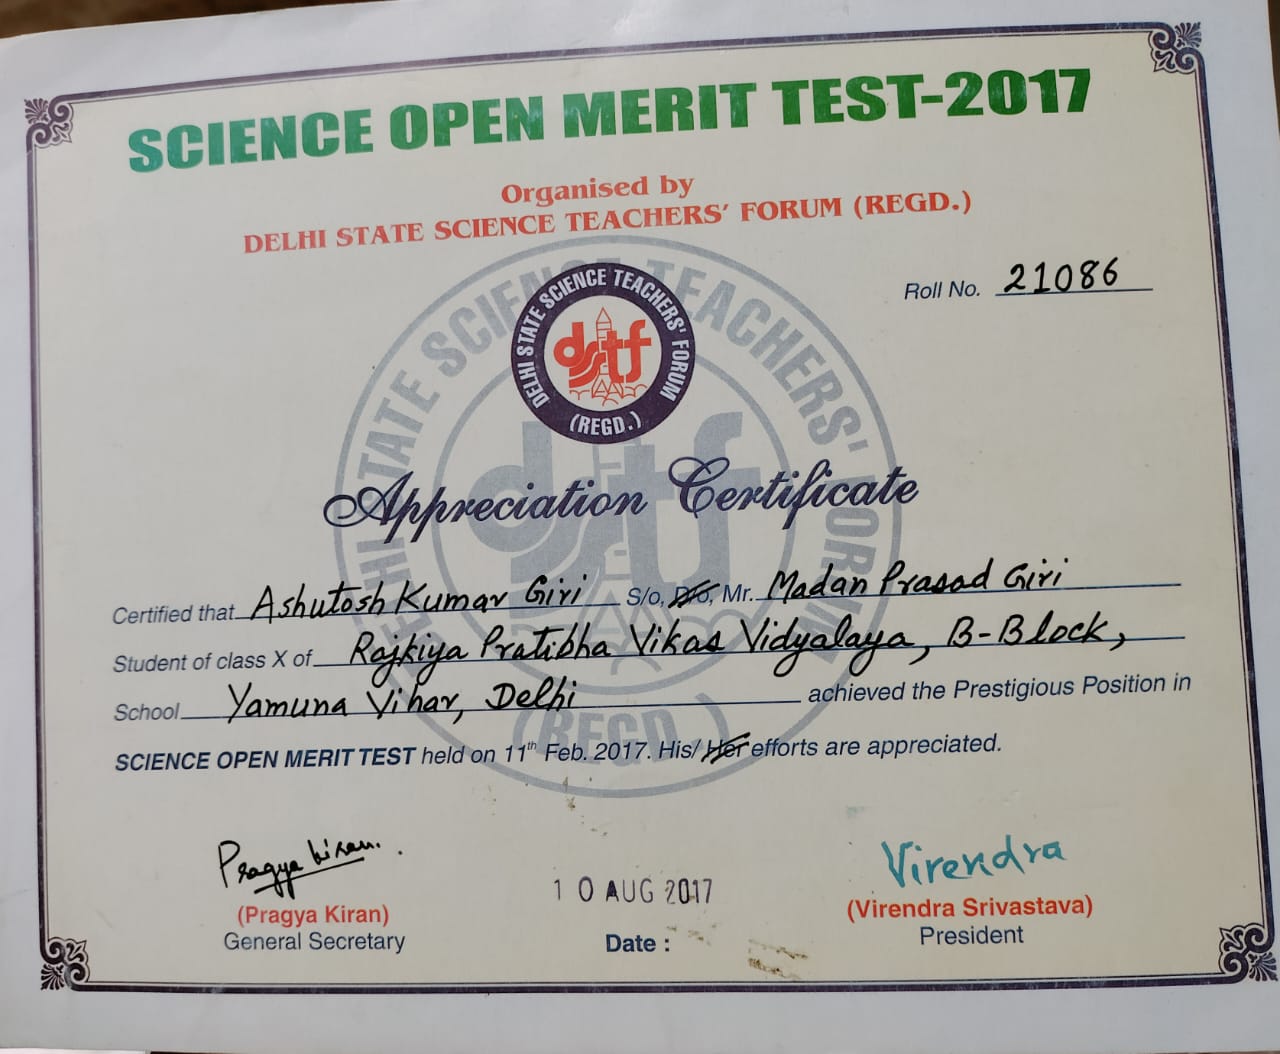 SCIENCE OPEN MERIT TEST-2017
Organised by
DELHI STATE SCIENCE TEACHERS' FORUM (REGD.)
Roll No. 21086
DELHI STATE SCIENCE TEACHERS' FORUM
dstf
(REGD.)
Appreciation Certificate
Certified that Ashutosh Kumar Giri S/o, D/o, Mr. Madan Prasad Giri
Student of class X of Rajkiya Pratibha Vikas Vidyalaya, B-Block,
School Yamuna Vihar, Delhi achieved the Prestigious Position in
SCIENCE OPEN MERIT TEST held on 11th Feb. 2017. His/Her efforts are appreciated.
Pragya Kiran.
Virendra
10 AUG 2017
(Pragya Kiran)
(Virendra Srivastava)
General Secretary
Date :
President
DELHI STATE SCIENCE TEACHERS' FORUM
dstf
(REGD.)